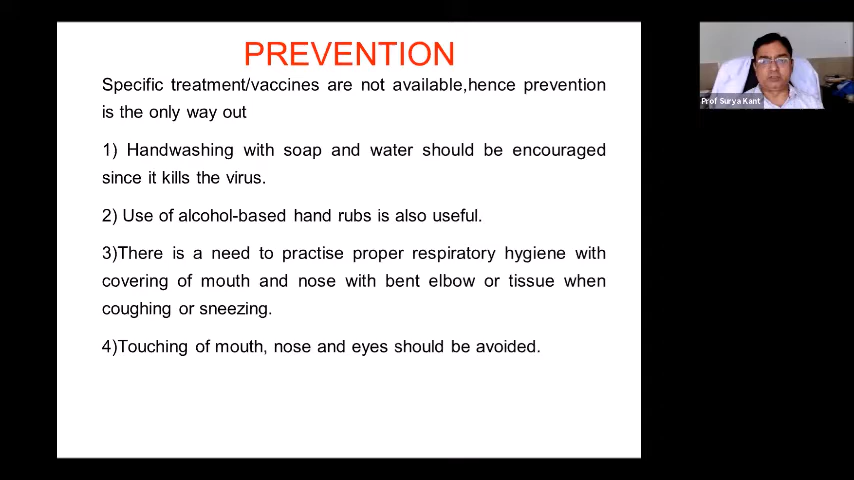 PREVENTION
Specific treatment/vaccines are not available,hence prevention
is the only way out
1) Handwashing with soap and water should be encouraged
since it kills the virus.
2) Use of alcohol-based hand rubs is also useful.
3)There is a need to practise proper respiratory hygiene with
covering of mouth and nose with bent elbow or tissue when
coughing or sneezing.
4)Touching of mouth, nose and eyes should be avoided.
Prof Surya Kant